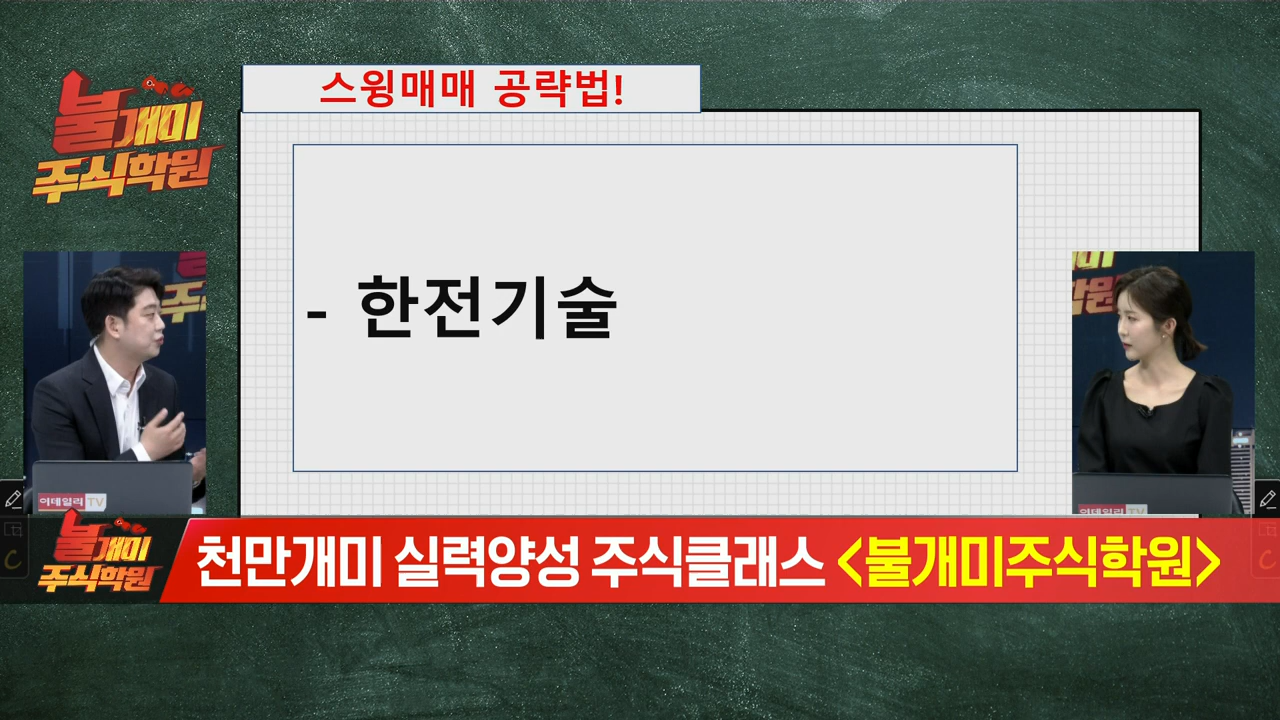 스윙매매 공략법!
불개미
주식학원
- 한전기술
이데일리TV
이데일리TV
불개미
주식학원
천만개미 실력양성 주식클래스 <불개미주식학원>